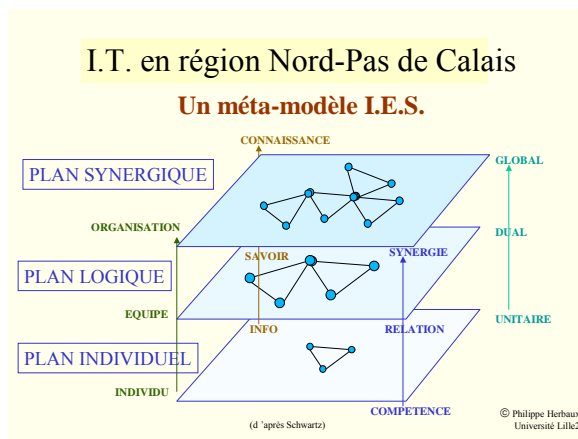 I.T. en région Nord-Pas de Calais
Un méta-modèle I.E.S.
CONNAISSANCE
GLOBAL
PLAN SYNERGIQUE
ORGANISATION
DUAL
SAVOIR
SYNERGIE
PLAN LOGIQUE
EQUIPE
UNITAIRE
INFO
RELATION
PLAN INDIVIDUEL
INDIVIDU
COMPETENCE
(d ’après Schwartz)
© Philippe Herbaux
Université Lille2